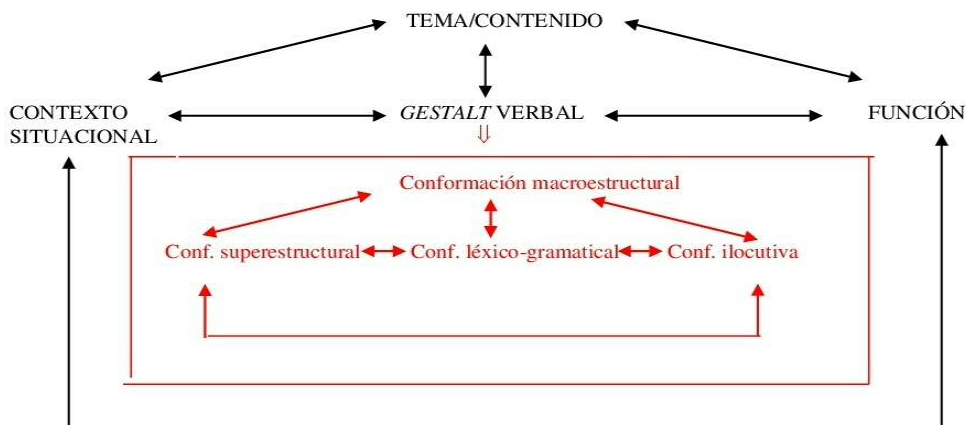 TEMA/CONTENIDO
CONTEXTO
SITUACIONAL
GESTALT VERBAL
FUNCIÓN
Conformación macroestructural
Conf. superestructural
Conf. léxico-gramatical
Conf. ilocutiva